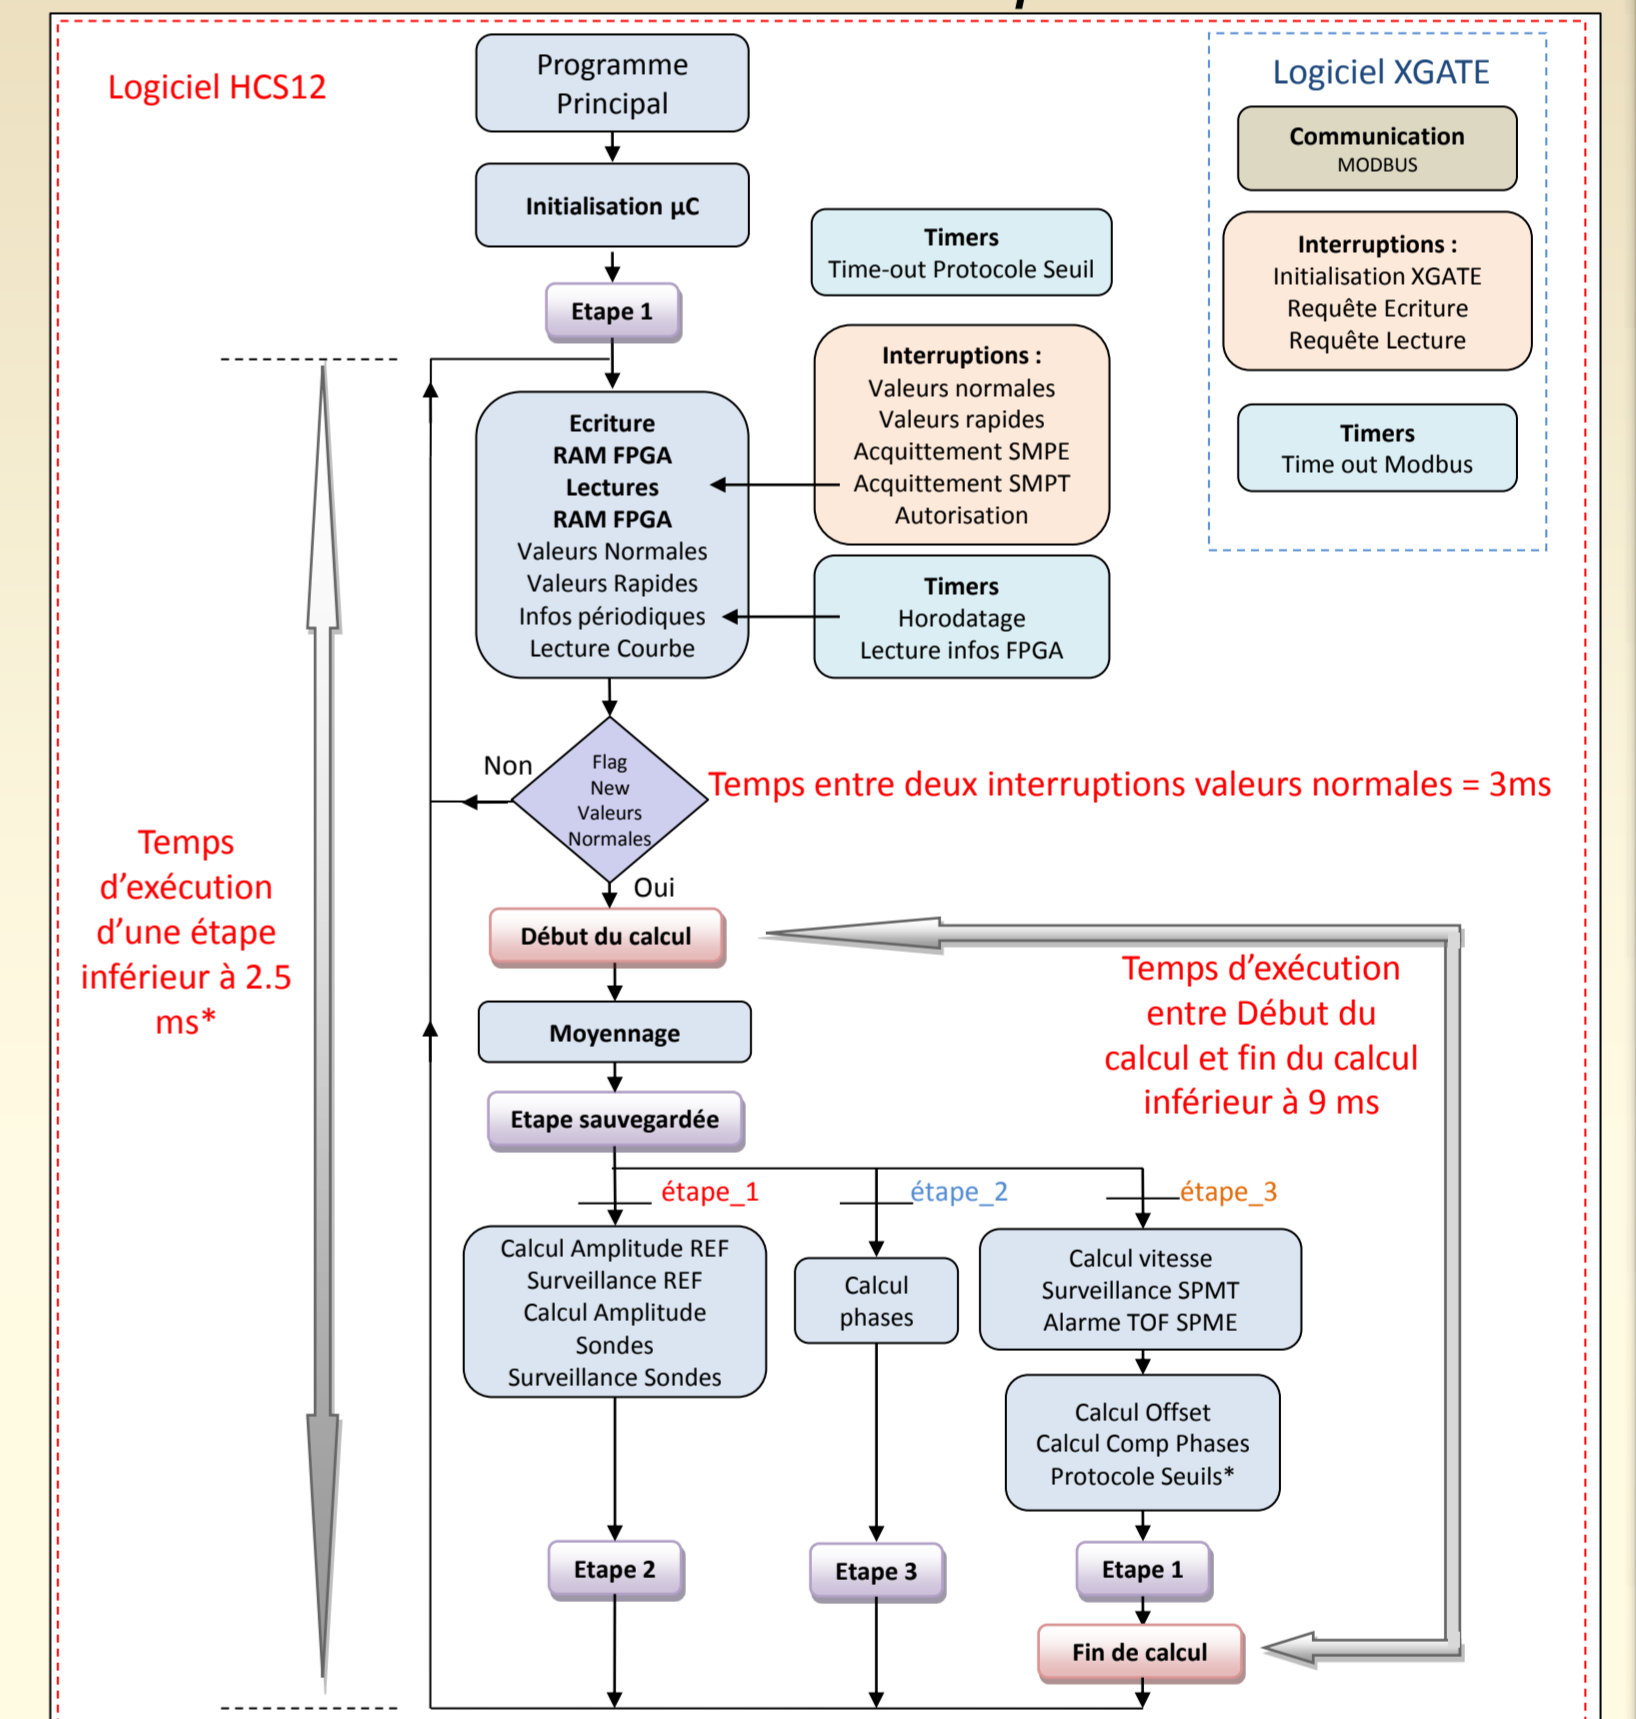 Logiciel HCS12
Programme
Principal
Initialisation µC
Etape 1
Timers
Time-out Protocole Seuil
Logiciel XGATE
Communication
MODBUS
Interruptions :
Initialisation XGATE
Requête Ecriture
Requête Lecture
Timers
Time out Modbus
Ecriture
RAM FPGA
Lectures
RAM FPGA
Valeurs Normales
Valeurs Rapides
Infos périodiques
Lecture Courbe
Interruptions :
Valeurs normales
Valeurs rapides
Acquittement SMPE
Acquittement SMPT
Autorisation
Timers
Horodatage
Lecture infos FPGA
Non
Flag
New
Valeurs
Normales
Temps entre deux interruptions valeurs normales = 3ms
Oui
Temps
d'exécution
d'une étape
inférieur à 2.5
ms*
Début du calcul
Moyennage
Etape sauvegardée
Temps d'exécution
entre Début du
calcul et fin du calcul
inférieur à 9 ms
étape_1
étape_2
étape_3
Calcul Amplitude REF
Surveillance REF
Calcul Amplitude
Sondes
Surveillance Sondes
Calcul
phases
Calcul vitesse
Surveillance SPMT
Alarme TOF SPME
Calcul Offset
Calcul Comp Phases
Protocole Seuils*
Etape 2
Etape 3
Etape 1
Fin de calcul